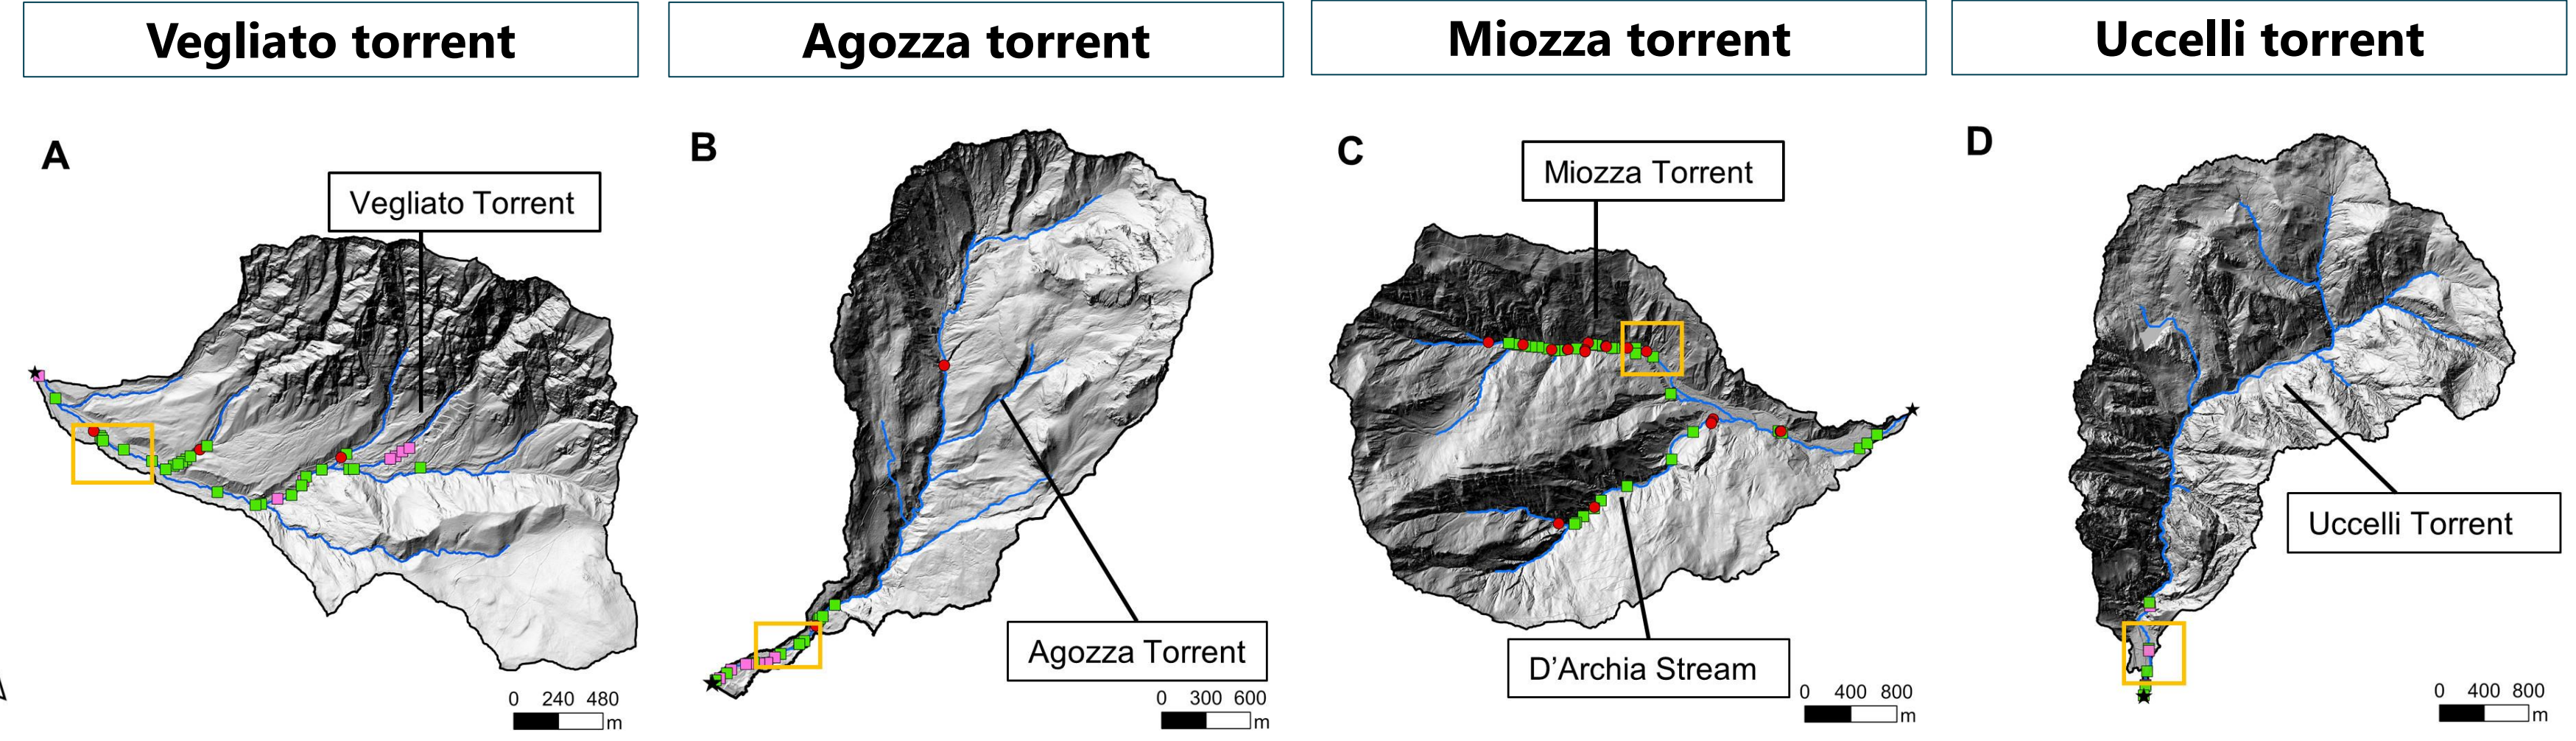 Vegliato torrent
Agozza torrent
Miozza torrent
Uccelli torrent
A
Vegliato Torrent
0 240 480
m
B
Agozza Torrent
0 300 600
m
C
Miozza Torrent
D'Archia Stream
0 400 800
m
D
Uccelli Torrent
0 400 800
m